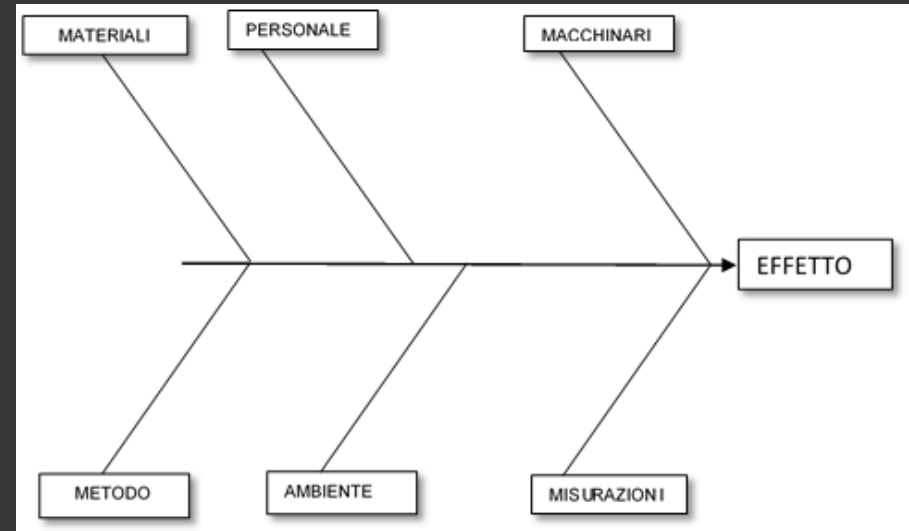 MATERIALI
PERSONALE
MACCHINARI
EFFETTO
METODO
AMBIENTE
MISURAZIONI